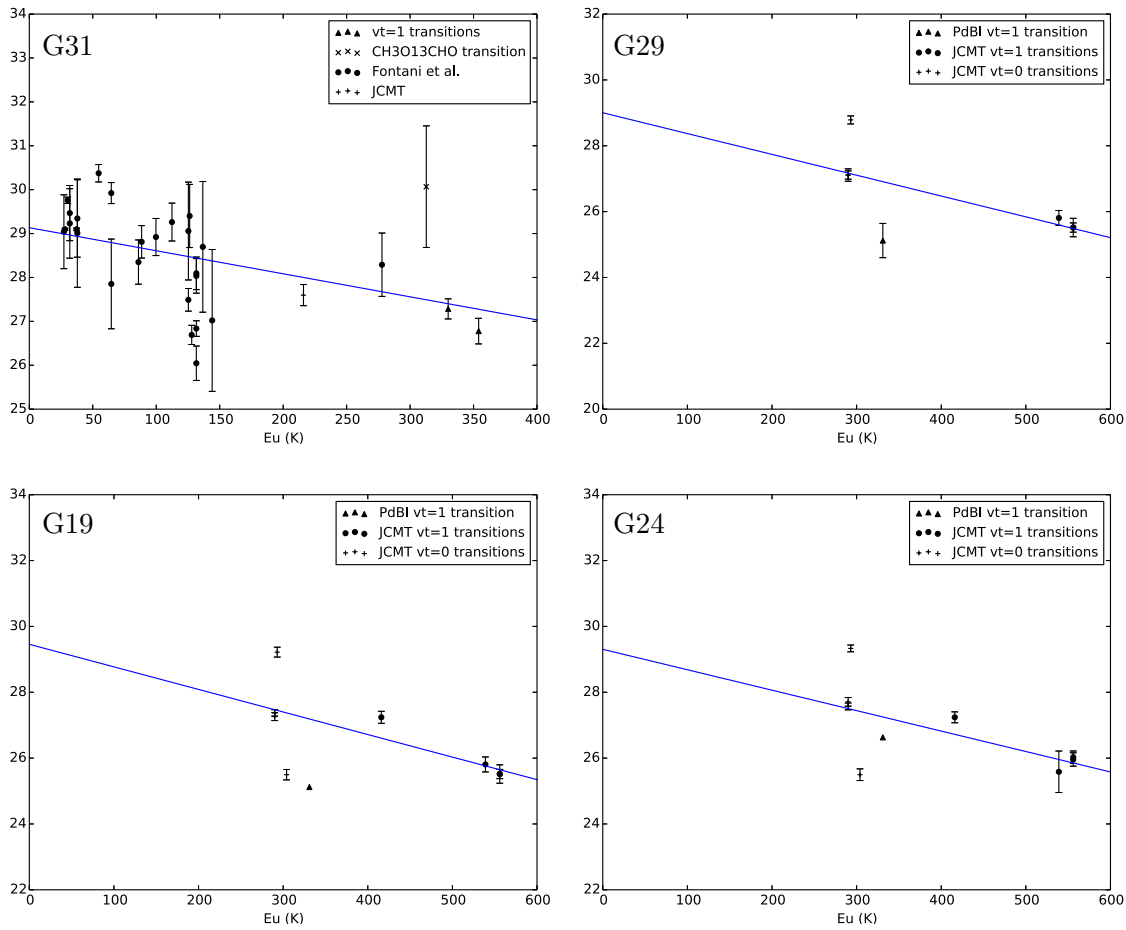 G31
vt=1 transitions
CH3O13CHO transition
Fontani et al.
JCMT
34
33
32
31
30
29
28
27
26
25
0 50 100 150 200 250 300 350 400
Eu (K)
G29
PdBI vt=1 transition
JCMT vt=1 transitions
JCMT vt=0 transitions
32
30
28
26
24
22
20
0 100 200 300 400 500 600
Eu (K)
G19
PdBI vt=1 transition
JCMT vt=1 transitions
JCMT vt=0 transitions
34
32
30
28
26
24
22
0 100 200 300 400 500 600
Eu (K)
G24
PdBI vt=1 transition
JCMT vt=1 transitions
JCMT vt=0 transitions
34
32
30
28
26
24
22
0 100 200 300 400 500 600
Eu (K)